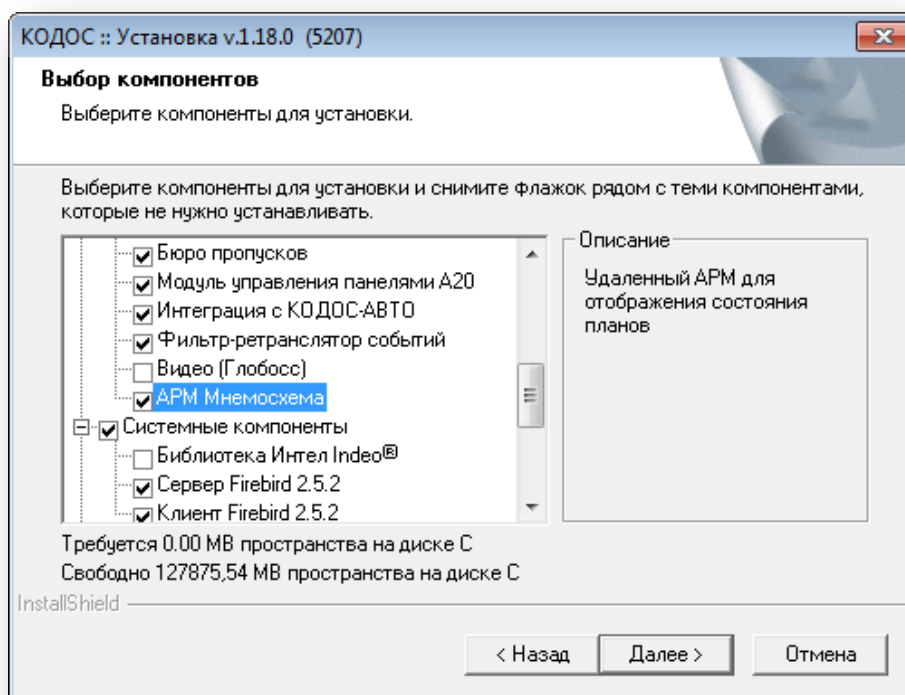 КОДОС :: Установка v.1.18.0 (5207)
Выбор компонентов
Выберите компоненты для установки.
Выберите компоненты для установки и снимите флажок рядом с теми компонентами,
которые не нужно устанавливать.
Бюро пропусков
Модуль управления панелями А20
Интеграция с КОДОС-АВТО
Фильтр-ретранслятор событий
Видео (Глобосс)
АРМ Мнемосхема
Системные компоненты
Библиотека Интел Indeo®
Сервер Firebird 2.5.2
Клиент Firebird 2.5.2
Описание
Удаленный АРМ для
отображения состояния
планов
Требуется 0.00 MB пространства на диске C
Свободно 127875,54 MB пространства на диске C
InstallShield
< Назад
Далее >
Отмена